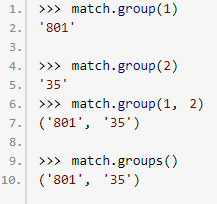 1. >>> match.group(1)
2. '801'
3.
4. >>> match.group(2)
5. '35'
6. >>> match.group(1, 2)
7. ('801', '35')
8.
9. >>> match.groups()
10. ('801', '35')